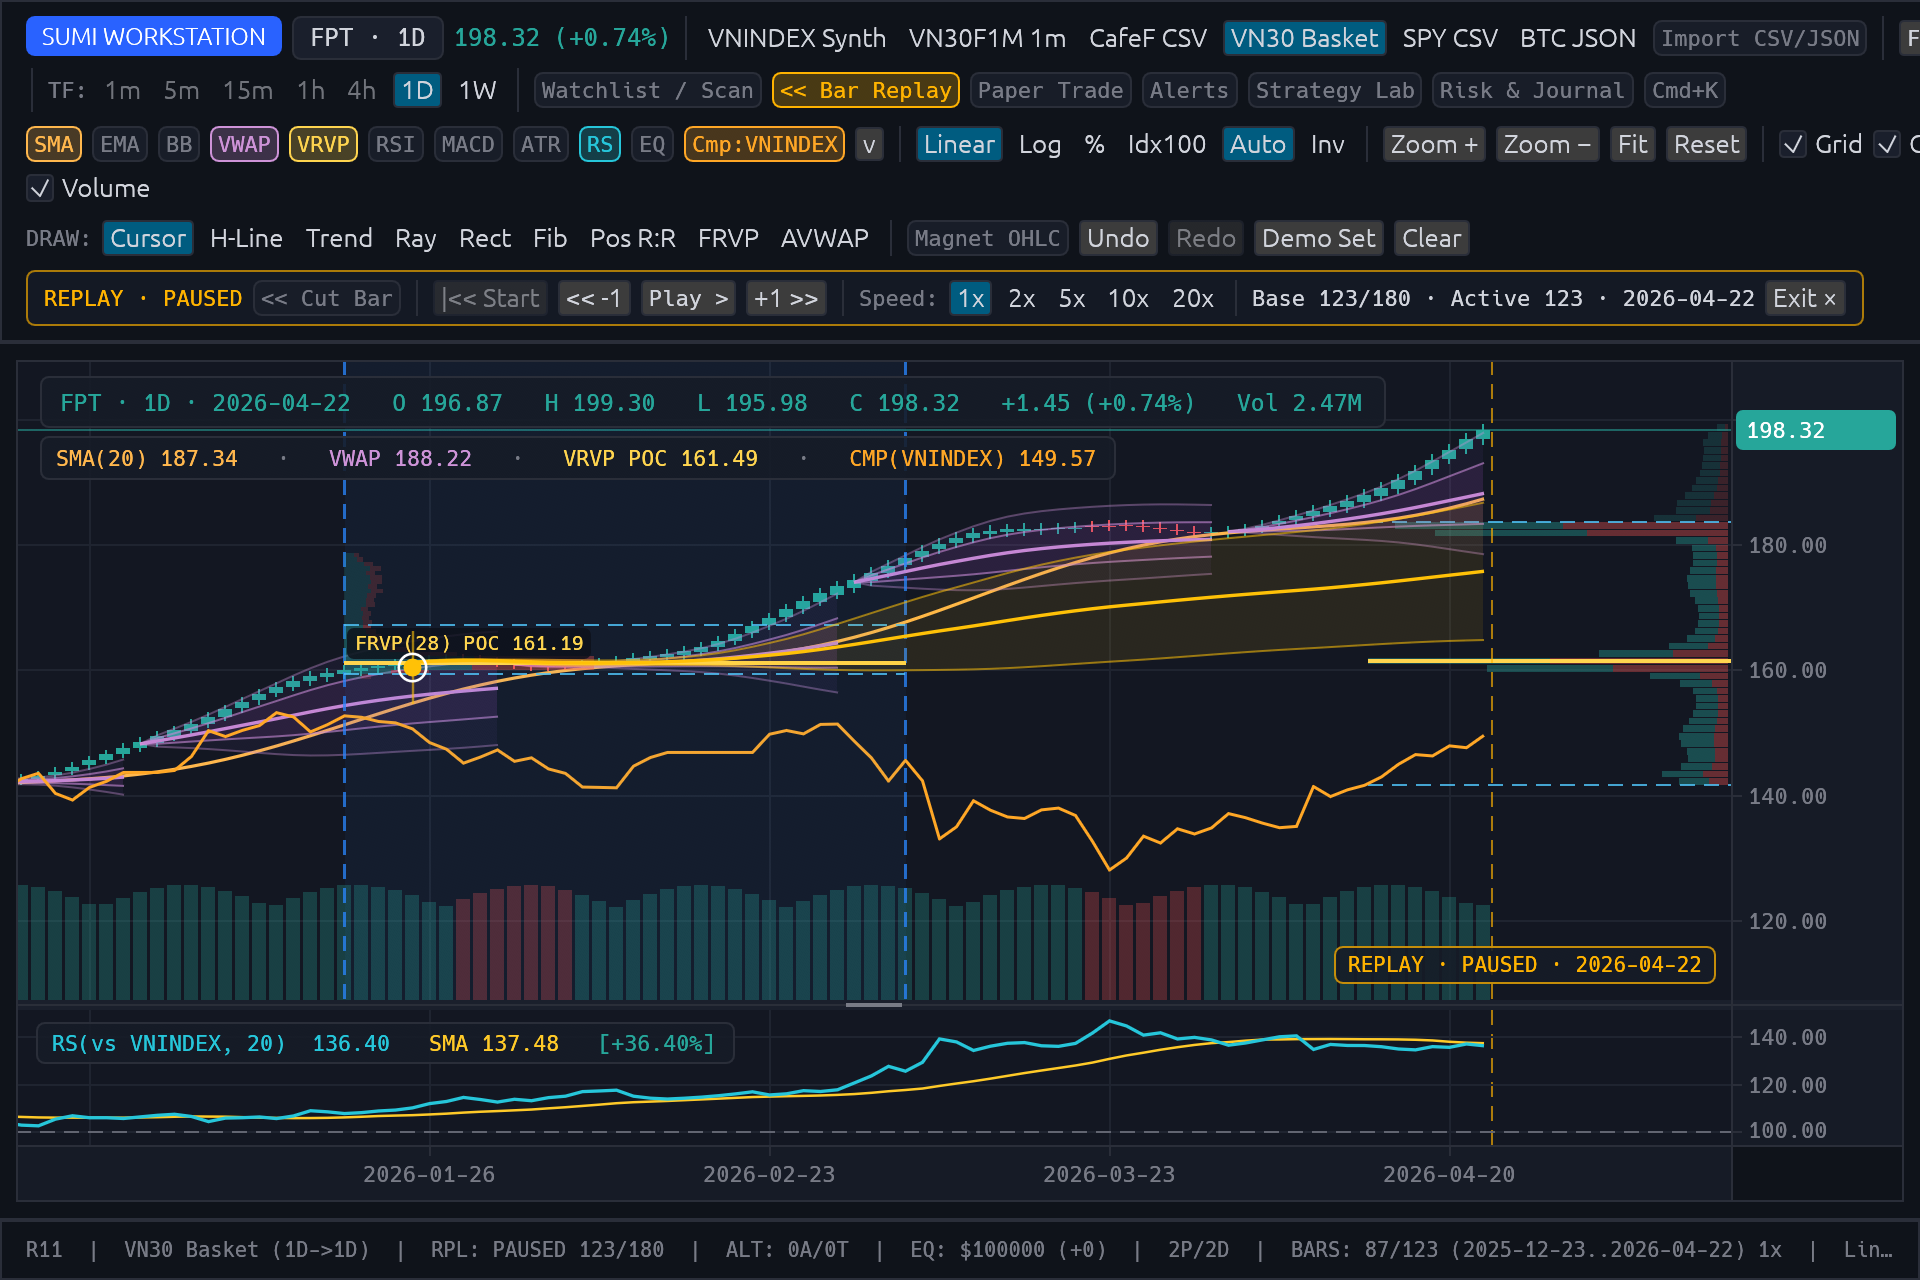 SUMI WORKSTATION FPT · 1D 198.32 (+0.74%) VNINDEX Synth VN30F1M 1m CafeF CSV VN30 Basket SPY CSV BTC JSON Import CSV/JSON F
TF: 1m 5m 15m 1h 4h 1D 1W Watchlist / Scan << Bar Replay Paper Trade Alerts Strategy Lab Risk & Journal Cmd+K
SMA EMA BB VWAP VRVP RSI MACD ATR RS EQ Cmp:VNINDEX v Linear Log % Idx100 Auto Inv Zoom + Zoom − Fit Reset Grid
Volume
DRAW: Cursor H-Line Trend Ray Rect Fib Pos R:R FRVP AVWAP Magnet OHLC Undo Redo Demo Set Clear
REPLAY · PAUSED << Cut Bar |<< Start << -1 Play > +1 >> Speed: 1x 2x 5x 10x 20x Base 123/180 · Active 123 · 2026-04-22 Exit ×
FPT · 1D · 2026-04-22 O 196.87 H 199.30 L 195.98 C 198.32 +1.45 (+0.74%) Vol 2.47M
198.32
SMA(20) 187.34 · VWAP 188.22 · VRVP POC 161.49 · CMP(VNINDEX) 149.57
180.00
FRVP(28) POC 161.19
160.00
140.00
120.00
REPLAY · PAUSED · 2026-04-22
RS(vs VNINDEX, 20) 136.40 SMA 137.48 [+36.40%]
140.00
120.00
100.00
2026-01-26 2026-02-23 2026-03-23 2026-04-20
R11 | VN30 Basket (1D->1D) | RPL: PAUSED 123/180 | ALT: 0A/0T | EQ: $100000 (+0) | 2P/2D | BARS: 87/123 (2025-12-23..2026-04-22) 1x | Lin…